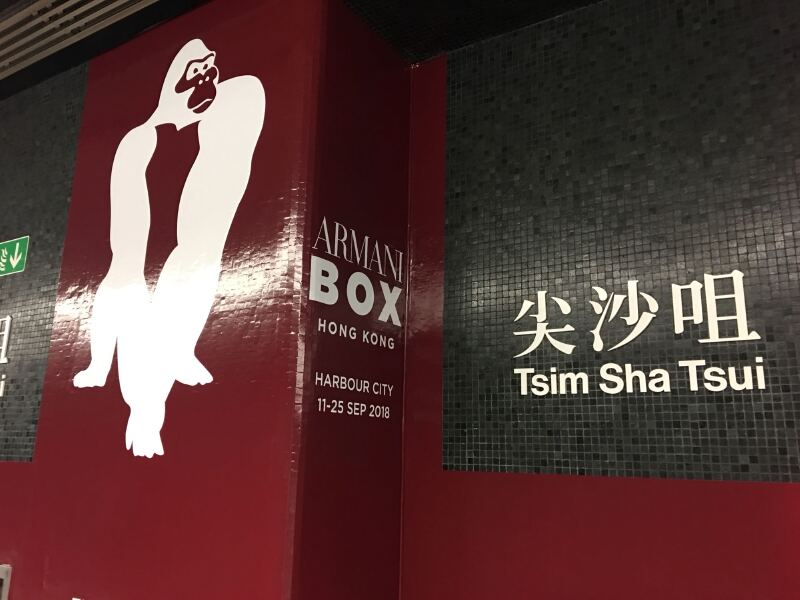 ARMANI
BOX
HONG KONG
HARBOUR CITY
11-25 SEP 2018
尖沙咀
Tsim Sha Tsui